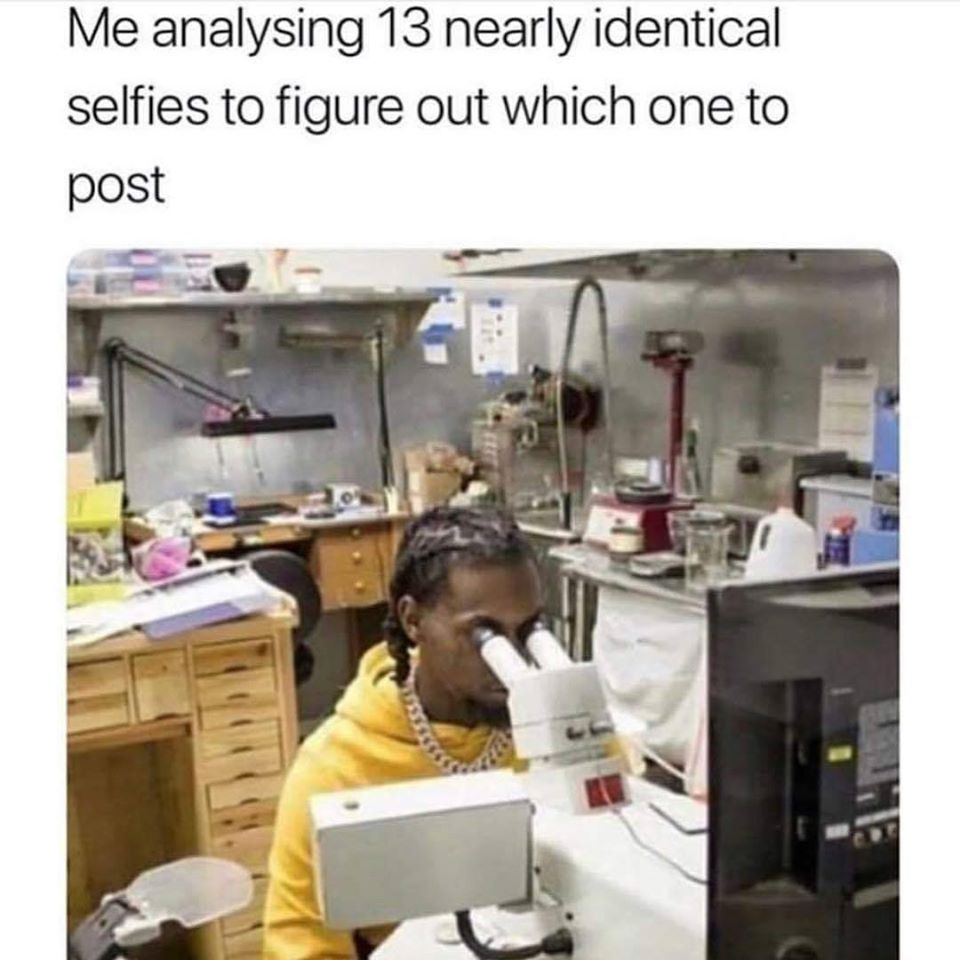 Me analysing 13 nearly identical
selfies to figure out which one to
post